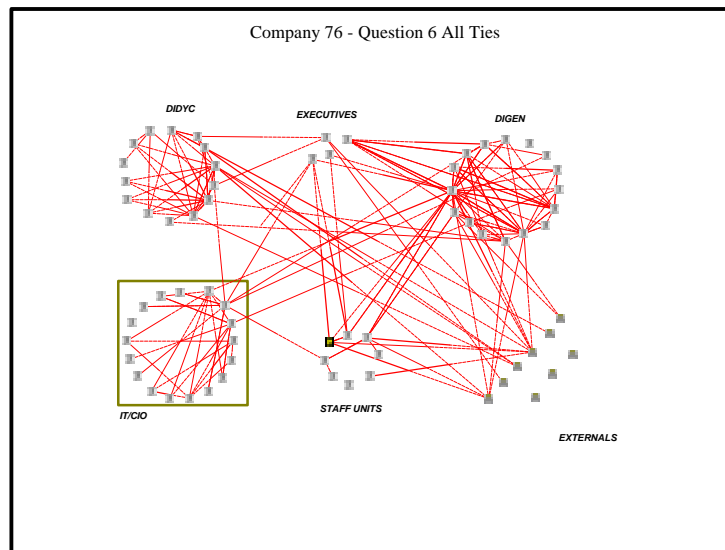 Company 76 - Question 6 All Ties
DIDYC
EXECUTIVES
DIGEN
IT/CIO
STAFF UNITS
EXTERNALS